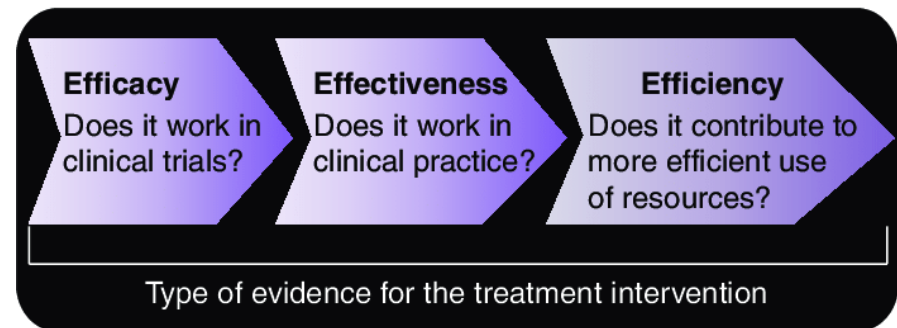 Efficacy
Does it work in
clinical trials?
Effectiveness
Does it work in
clinical practice?
Efficiency
Does it contribute to
more efficient use
of resources?
Type of evidence for the treatment intervention